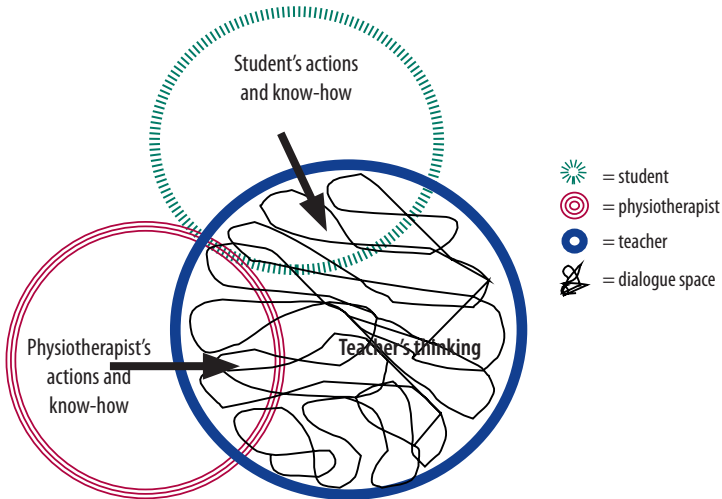 Student's actions
and know-how
= student
= physiotherapist
= teacher
= dialogue space
Physiotherapist's
actions and
know-how
Teacher's thinking